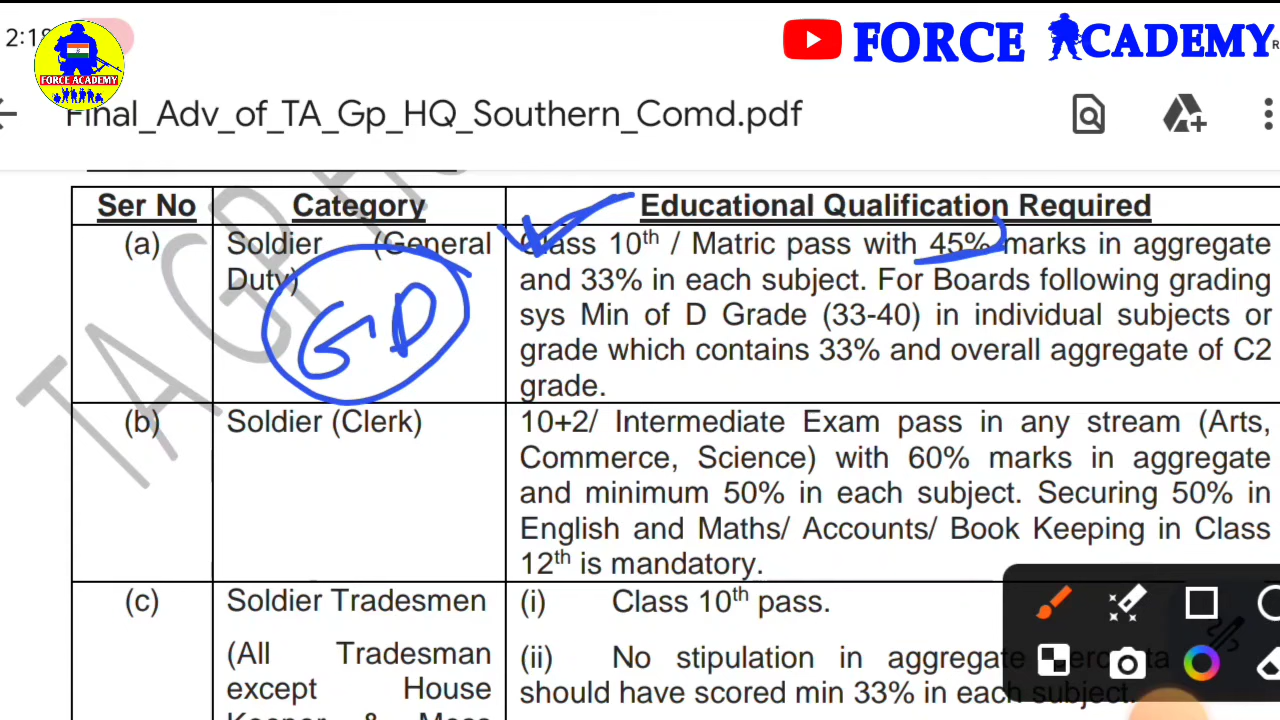 2:18
FORCE ACADEMY
FORCE ACADEMY
Final_Adv_of_TA_Gp_HQ_Southern_Comd.pdf
Ser No Category Educational Qualification Required
(a) Soldier (General Duty)
Class 10th / Matric pass with 45% marks in aggregate
and 33% in each subject. For Boards following grading
sys Min of D Grade (33-40) in individual subjects or
grade which contains 33% and overall aggregate of C2
grade.
GD
(b) Soldier (Clerk)
10+2/ Intermediate Exam pass in any stream (Arts,
Commerce, Science) with 60% marks in aggregate
and minimum 50% in each subject. Securing 50% in
English and Maths/ Accounts/ Book Keeping in Class
12th is mandatory.
(c) Soldier Tradesmen
(All Tradesman
except House
(i) Class 10th pass.
(ii) No stipulation in aggregate
should have scored min 33% in each subject.
TA